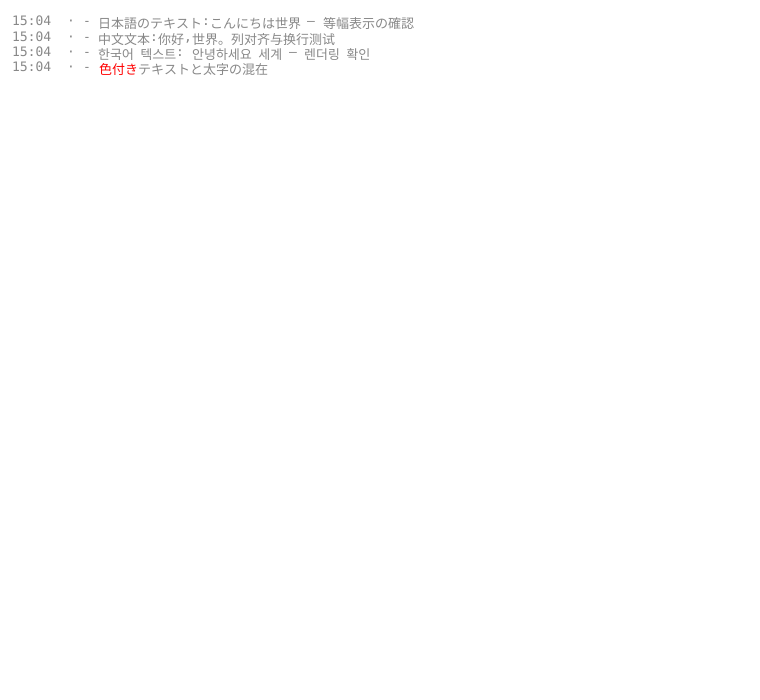 15:04 · - 日本語のテキスト:こんにちは世界 — 等幅表示の確認
15:04 · - 中文文本:你好,世界。列对齐与换行测试
15:04 · - 한국어 텍스트: 안녕하세요 세계 — 렌더링 확인
15:04 · - 色付きテキストと太字の混在